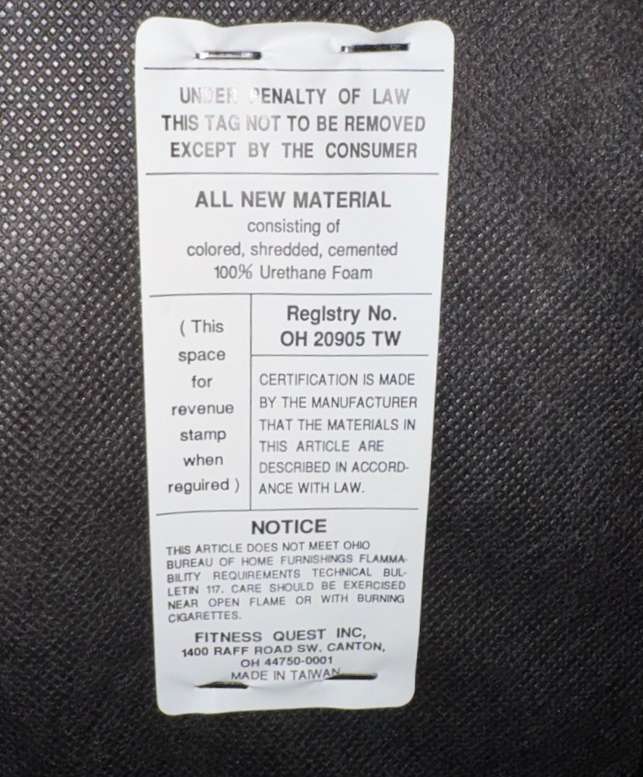 UNDER PENALTY OF LAW
THIS TAG NOT TO BE REMOVED
EXCEPT BY THE CONSUMER
ALL NEW MATERIAL
consisting of
colored, shredded, cemented
100% Urethane Foam
( This
space
for
revenue
stamp
when
reguired )
RegIstry No.
OH 20905 TW
CERTIFICATION IS MADE
BY THE MANUFACTURER
THAT THE MATERIALS IN
THIS ARTICLE ARE
DESCRIBED IN ACCORD-
ANCE WITH LAW.
NOTICE
THIS ARTICLE DOES NOT MEET OHIO
BUREAU OF HOME FURNISHINGS FLAMMA-
BILITY REQUIREMENTS TECHNICAL BUL-
LETIN 117. CARE SHOULD BE EXERCISED
NEAR OPEN FLAME OR WITH BURNING
CIGARETTES.
FITNESS QUEST INC,
1400 RAFF ROAD SW. CANTON,
OH 44750-0001
MADE IN TAIWAN